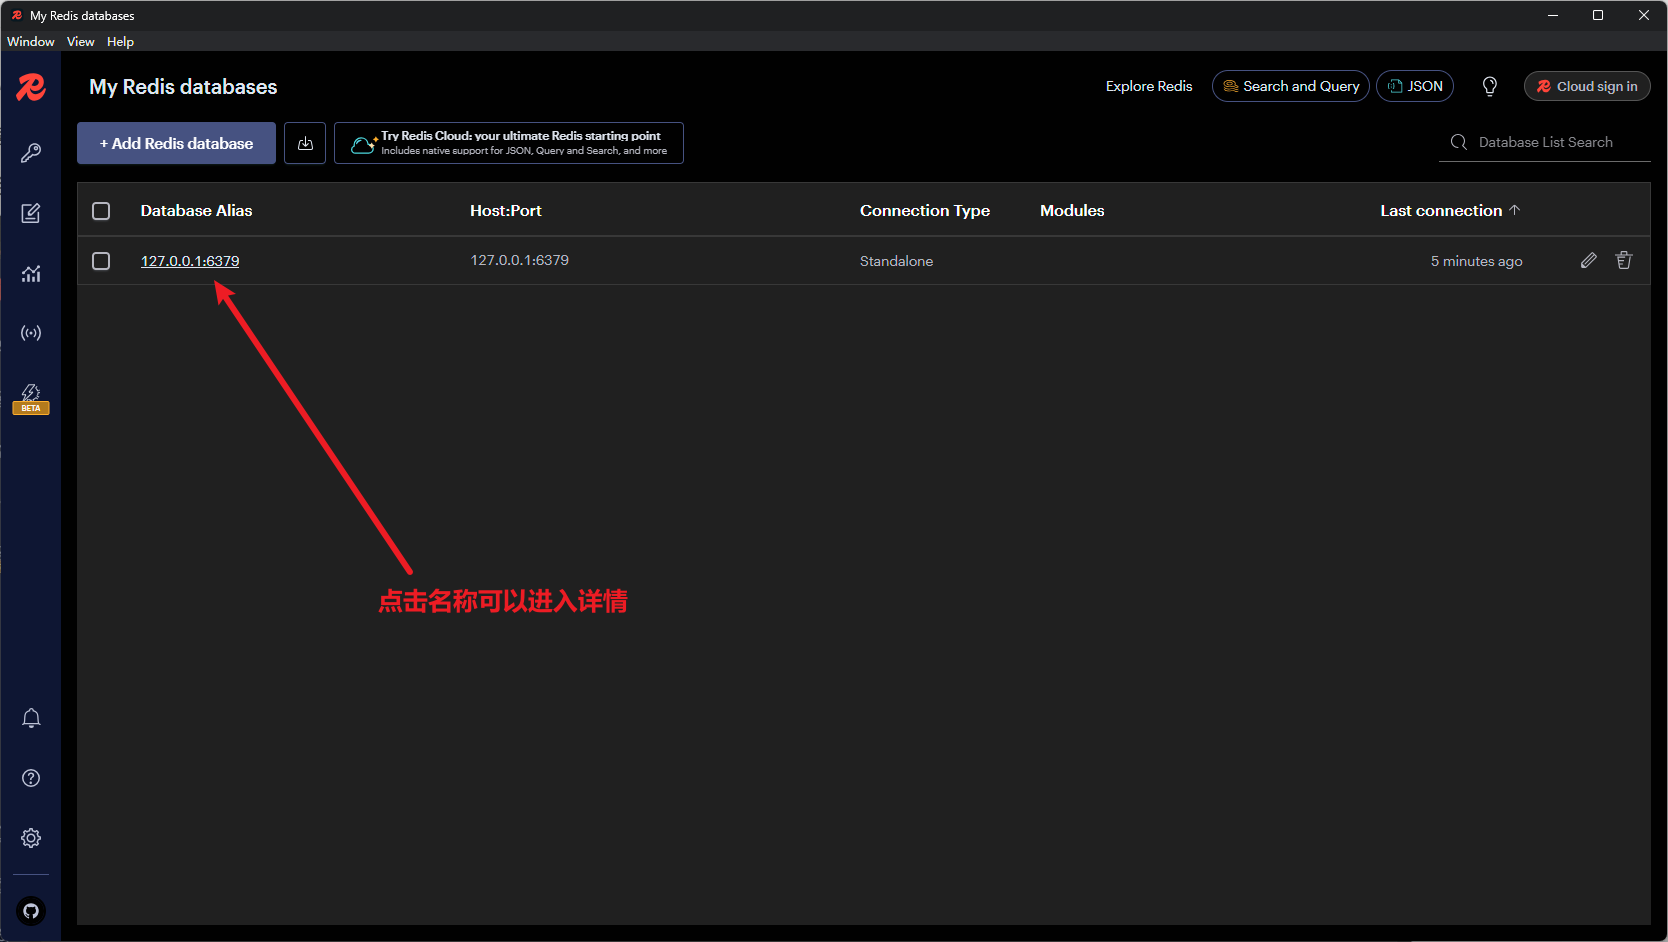 My Redis databases
Window View Help
My Redis databases
Explore Redis
Search and Query
JSON
Cloud sign in
+ Add Redis database
Try Redis Cloud: your ultimate Redis starting point
Includes native support for JSON, Query and Search, and more
Database List Search
Database Alias Host:Port Connection Type Modules Last connection
127.0.0.1:6379 127.0.0.1:6379 Standalone 5 minutes ago
BETA
点击名称可以进入详情